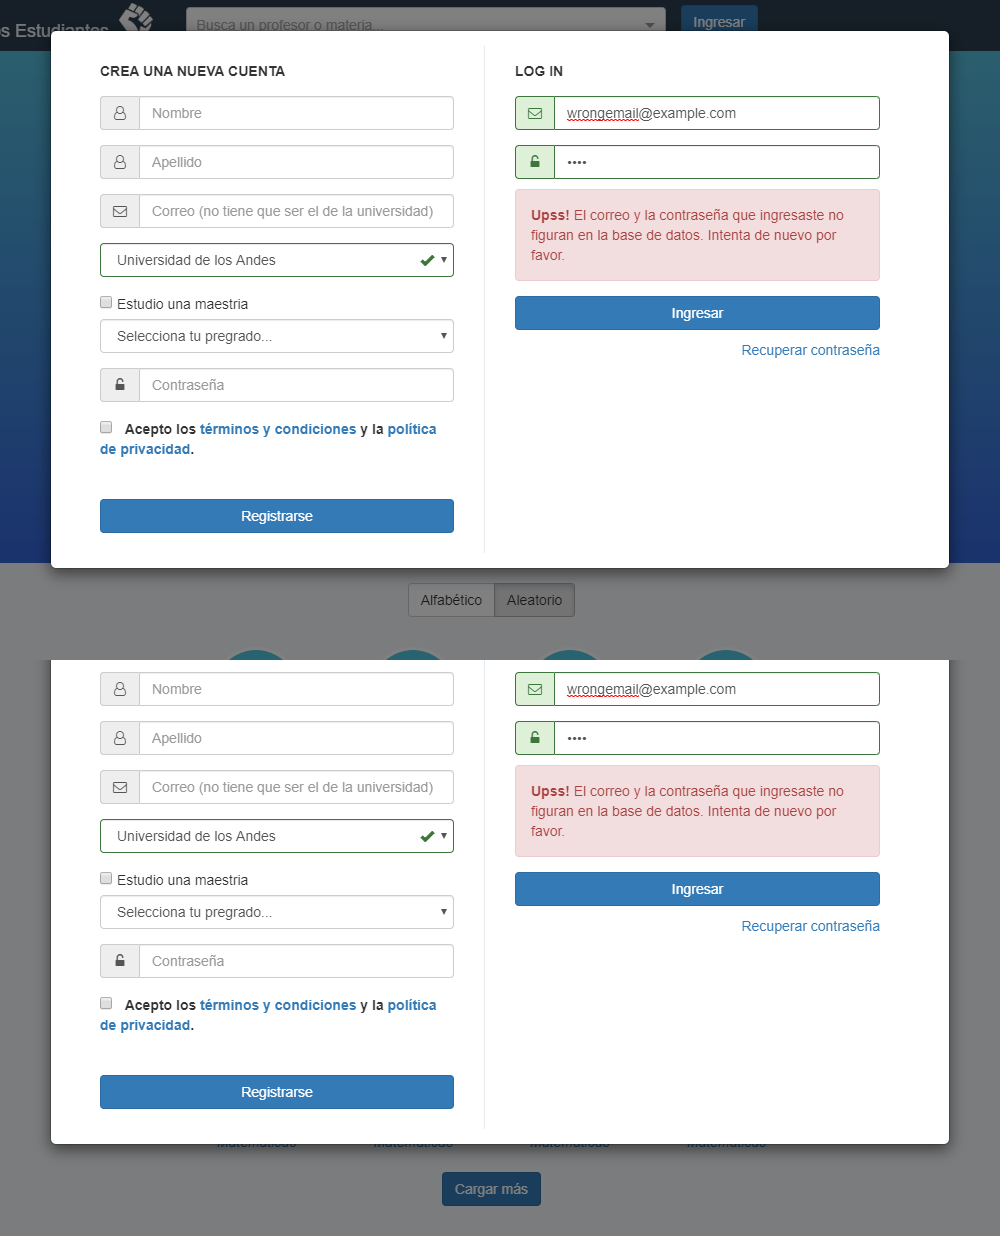 os Estudiantes
Busca un profesor o materia...
Ingresar
CREA UNA NUEVA CUENTA
LOG IN
Nombre
wrongemail@example.com
Apellido
••••
Correo (no tiene que ser el de la universidad)
Upss! El correo y la contraseña que ingresaste no
figuran en la base de datos. Intenta de nuevo por
favor.
Universidad de los Andes
Estudio una maestria
Ingresar
Selecciona tu pregrado...
Recuperar contraseña
Contraseña
Acepto los términos y condiciones y la política
de privacidad.
Registrarse
Alfabético
Aleatorio
Nombre
wrongemail@example.com
Apellido
••••
Correo (no tiene que ser el de la universidad)
Upss! El correo y la contraseña que ingresaste no
figuran en la base de datos. Intenta de nuevo por
favor.
Universidad de los Andes
Estudio una maestria
Ingresar
Selecciona tu pregrado...
Recuperar contraseña
Contraseña
Acepto los términos y condiciones y la política
de privacidad.
Registrarse
Cargar más